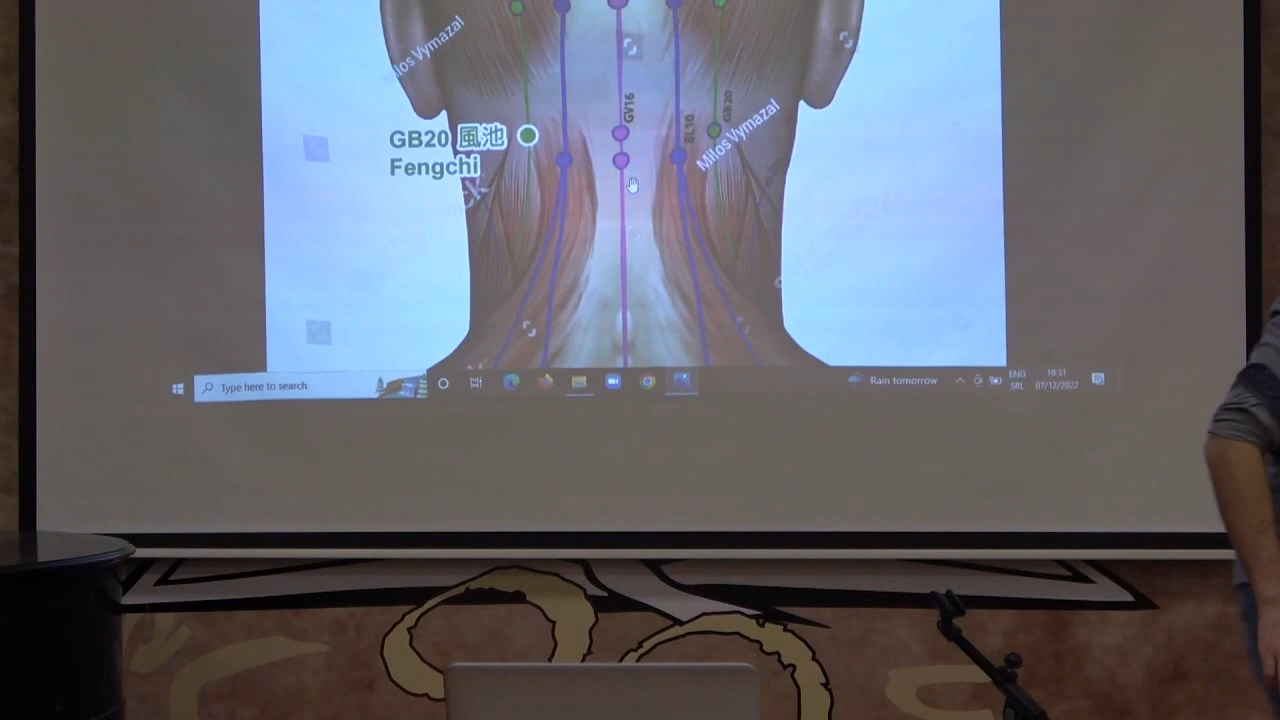 Milos Vymazal
GV16
GB20
BL10
Milos Vymazal
GB20 風池
Fengchi
Type here to search
Rain tomorrow
ENG
SRL
19:31
07/12/2022